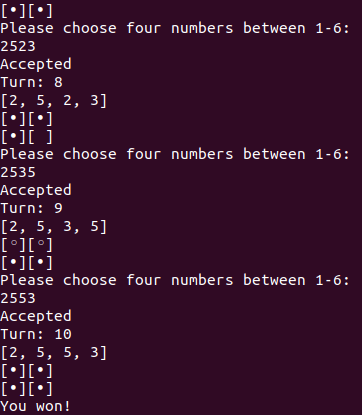 [•][•]
Please choose four numbers between 1-6:
2523
Accepted
Turn: 8
[2, 5, 2, 3]
[•][•]
[•][ ]
Please choose four numbers between 1-6:
2535
Accepted
Turn: 9
[2, 5, 3, 5]
[◦][◦]
[•][•]
Please choose four numbers between 1-6:
2553
Accepted
Turn: 10
[2, 5, 5, 3]
[•][•]
[•][•]
You won!